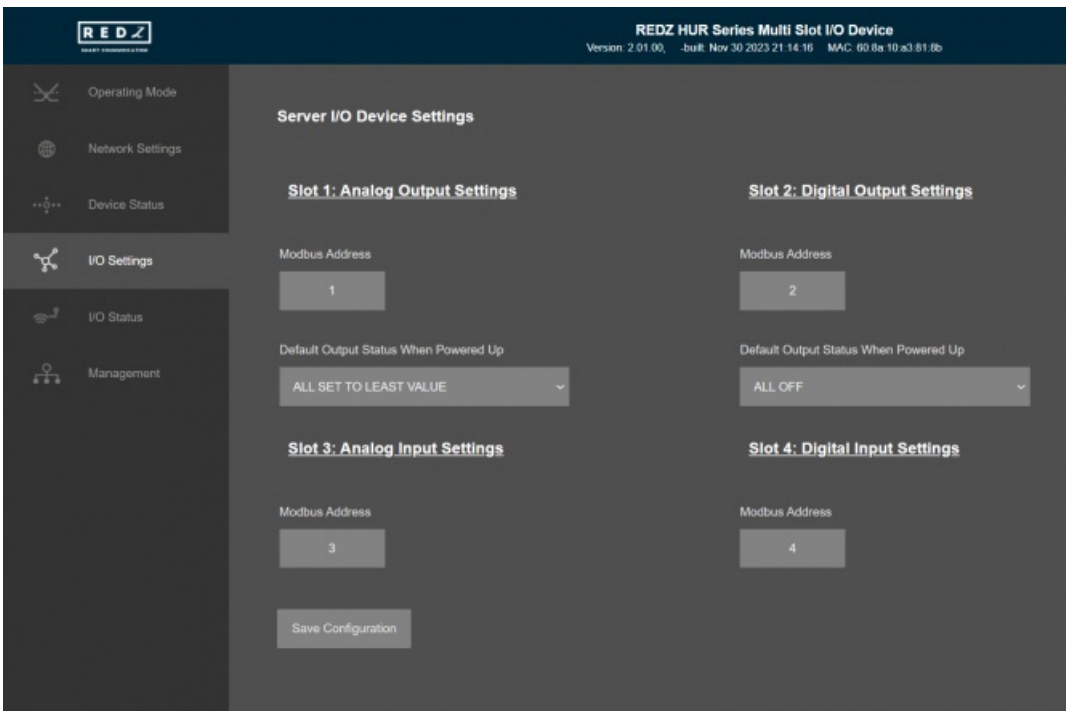 REDZ
SMART COMMUNICATION
REDZ HUR Series Multi Slot I/O Device
Version: 2.01.00, -built: Nov 30 2023 21:14:16 MAC: 60:8a:10:a3:81:8b
Operating Mode
Network Settings
Device Status
I/O Settings
I/O Status
Management
Server I/O Device Settings
Slot 1: Analog Output Settings
Modbus Address
1
Default Output Status When Powered Up
ALL SET TO LEAST VALUE
Slot 2: Digital Output Settings
Modbus Address
2
Default Output Status When Powered Up
ALL OFF
Slot 3: Analog Input Settings
Modbus Address
3
Slot 4: Digital Input Settings
Modbus Address
4
Save Configuration